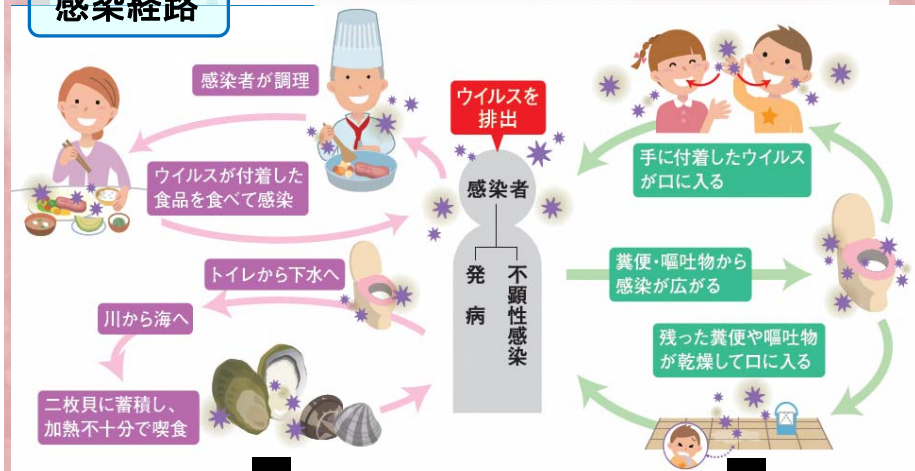 感染経路
感染者が調理
ウイルスが付着した
食品を食べて感染
トイレから下水へ
川から海へ
二枚貝に蓄積し、
加熱不十分で喫食
ウイルスを
排出
感染者
発病
不顕性感染
手に付着したウイルス
が口に入る
糞便・嘔吐物から
感染が広がる
残った糞便や嘔吐物
が乾燥して口に入る